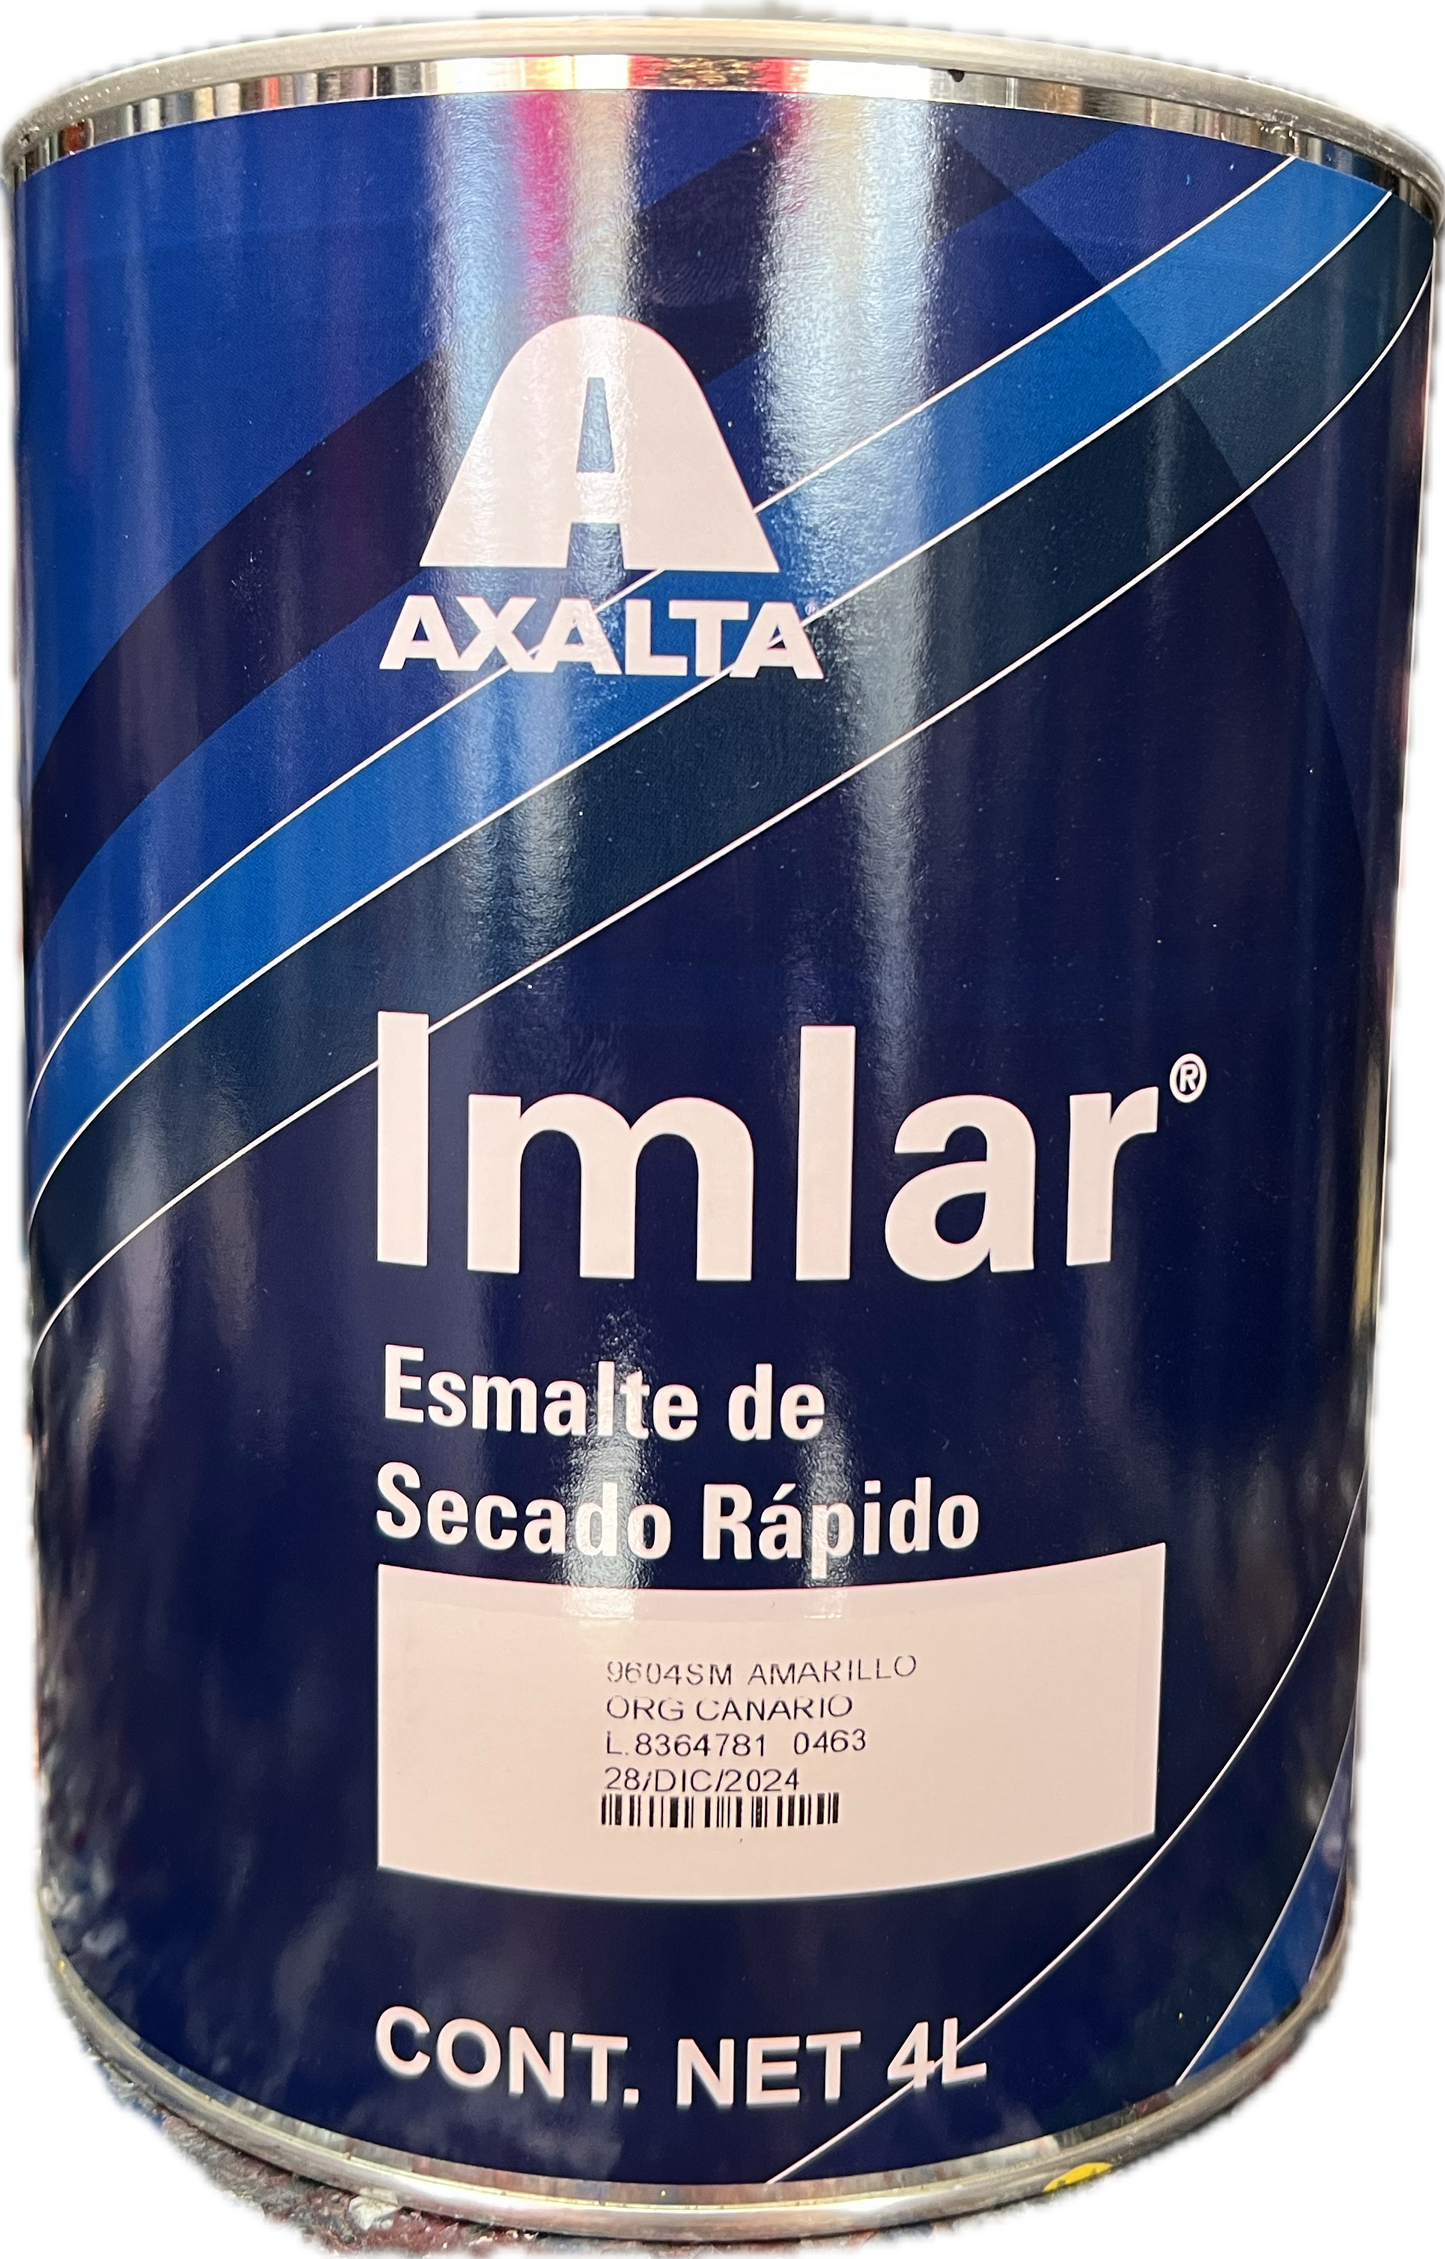 AXALTA
Imlar®
Esmalte de
Secado Rápido
9604SM AMARILLO
ORG CANARIO
L.8364781 0463
28/DIC/2024
CONT. NET 4L